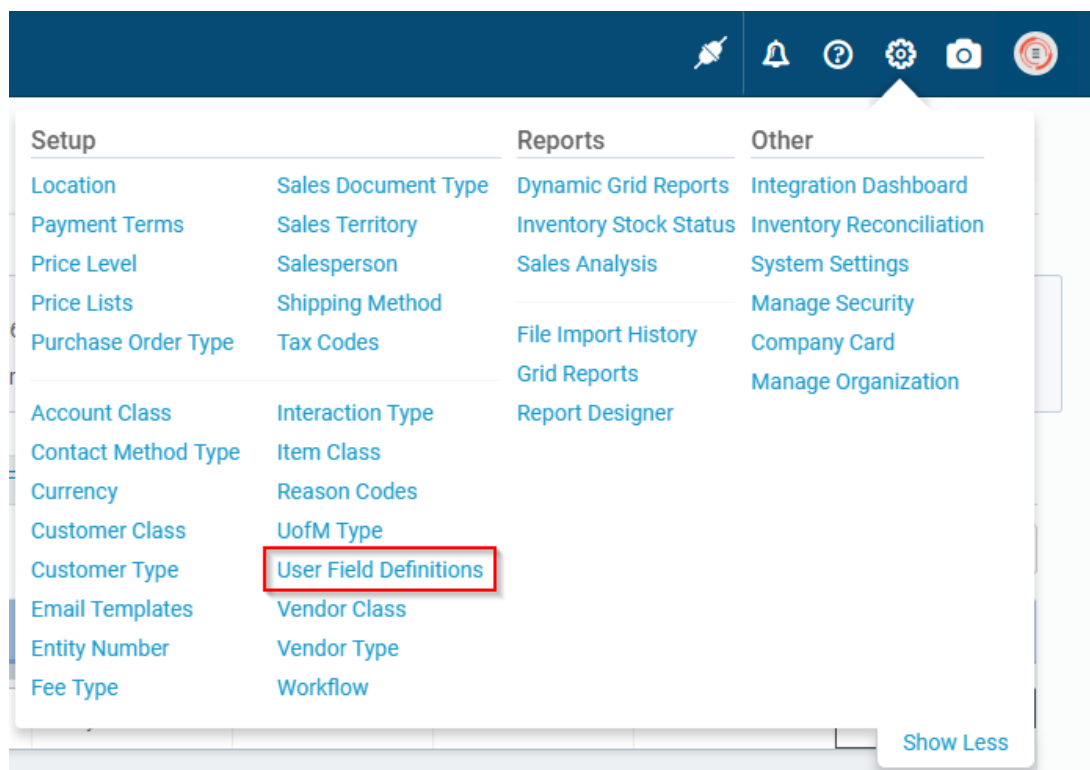 Setup
Location
Payment Terms
Price Level
Price Lists
Purchase Order Type
Sales Document Type
Sales Territory
Salesperson
Shipping Method
Tax Codes
Account Class
Contact Method Type
Currency
Customer Class
Customer Type
Email Templates
Entity Number
Fee Type
Interaction Type
Item Class
Reason Codes
UofM Type
User Field Definitions
Vendor Class
Vendor Type
Workflow
Reports
Dynamic Grid Reports
Inventory Stock Status
Sales Analysis
File Import History
Grid Reports
Report Designer
Other
Integration Dashboard
Inventory Reconciliation
System Settings
Manage Security
Company Card
Manage Organization
Show Less